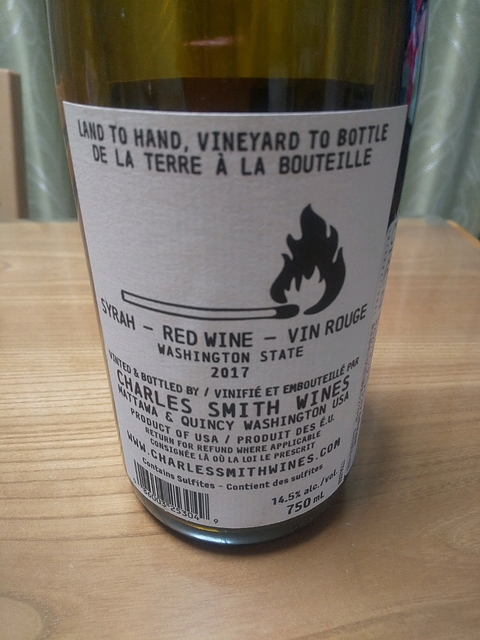 LAND TO HAND, VINEYARD TO BOTTLE
DE LA TERRE À LA BOUTEILLE
SYRAH – RED WINE – VIN ROUGE
WASHINGTON STATE
2017
VINTED & BOTTLED BY / VINIFIÉ ET EMBOUTEILLÉ PAR
CHARLES SMITH WINES
MATTAWA & QUINCY WASHINGTON USA
PRODUCT OF USA / PRODUIT DES É.U.
RETURN FOR REFUND WHERE APPLICABLE
CONSIGNÉE LÀ OÙ LA LOI LE PRESCRIT
WWW.CHARLESSMITHWINES.COM
Contains Sulfites - Contient des sulfites
14.5% alc./vol.
750 mL
9